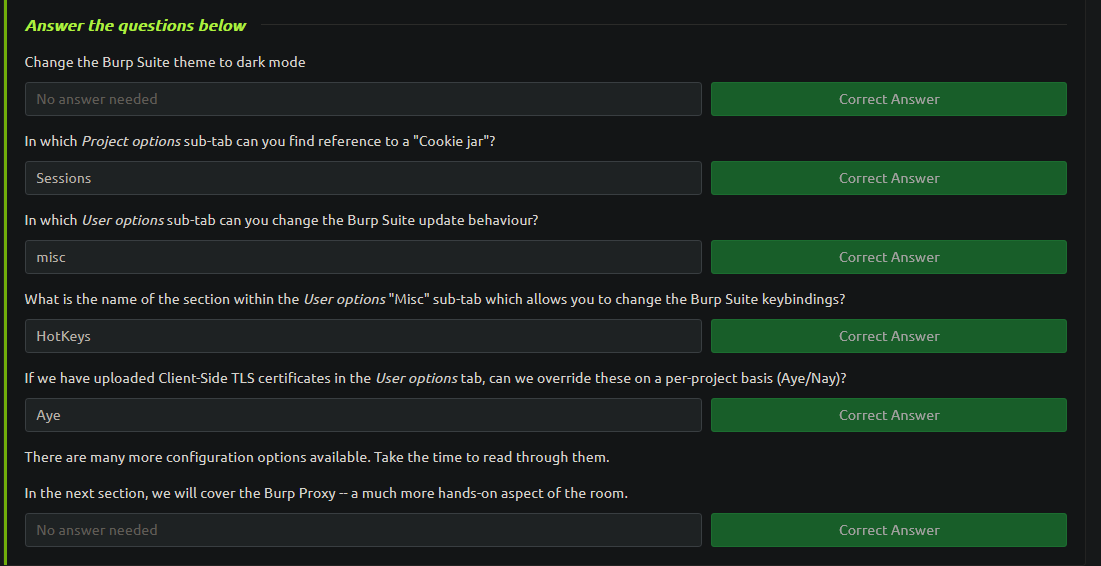 Answer the questions below
Change the Burp Suite theme to dark mode
No answer needed
Correct Answer
In which Project options sub-tab can you find reference to a "Cookie jar"?
Sessions
Correct Answer
In which User options sub-tab can you change the Burp Suite update behaviour?
misc
Correct Answer
What is the name of the section within the User options "Misc" sub-tab which allows you to change the Burp Suite keybindings?
HotKeys
Correct Answer
If we have uploaded Client-Side TLS certificates in the User options tab, can we override these on a per-project basis (Aye/Nay)?
Aye
Correct Answer
There are many more configuration options available. Take the time to read through them.
In the next section, we will cover the Burp Proxy -- a much more hands-on aspect of the room.
No answer needed
Correct Answer